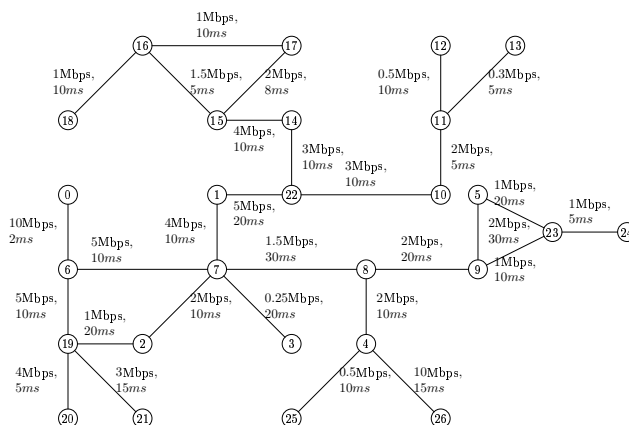 1Mbps,
10ms
16
17
12
13
1Mbps,
10ms
1.5Mbps,
5ms
2Mbps,
8ms
0.5Mbps,
10ms
0.3Mbps,
5ms
18
15
14
11
4Mbps,
10ms
3Mbps,
10ms
3Mbps,
10ms
2Mbps,
5ms
0
1
22
10
5
1Mbps,
20ms
5Mbps,
20ms
10Mbps,
2ms
4Mbps,
10ms
2Mbps,
30ms
23
1Mbps,
5ms
24
5Mbps,
10ms
1.5Mbps,
30ms
2Mbps,
20ms
6
7
8
9
1Mbps,
10ms
5Mbps,
10ms
1Mbps,
20ms
2Mbps,
10ms
0.25Mbps,
20ms
2Mbps,
10ms
19
2
3
4
4Mbps,
5ms
3Mbps,
15ms
0.5Mbps,
10ms
10Mbps,
15ms
20
21
25
26